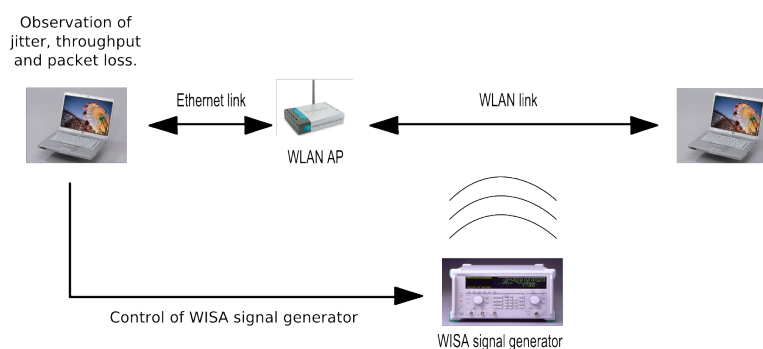 Observation of
jitter, throughput
and packet loss.
Ethernet link
WLAN link
WLAN AP
Control of WISA signal generator
WISA signal generator